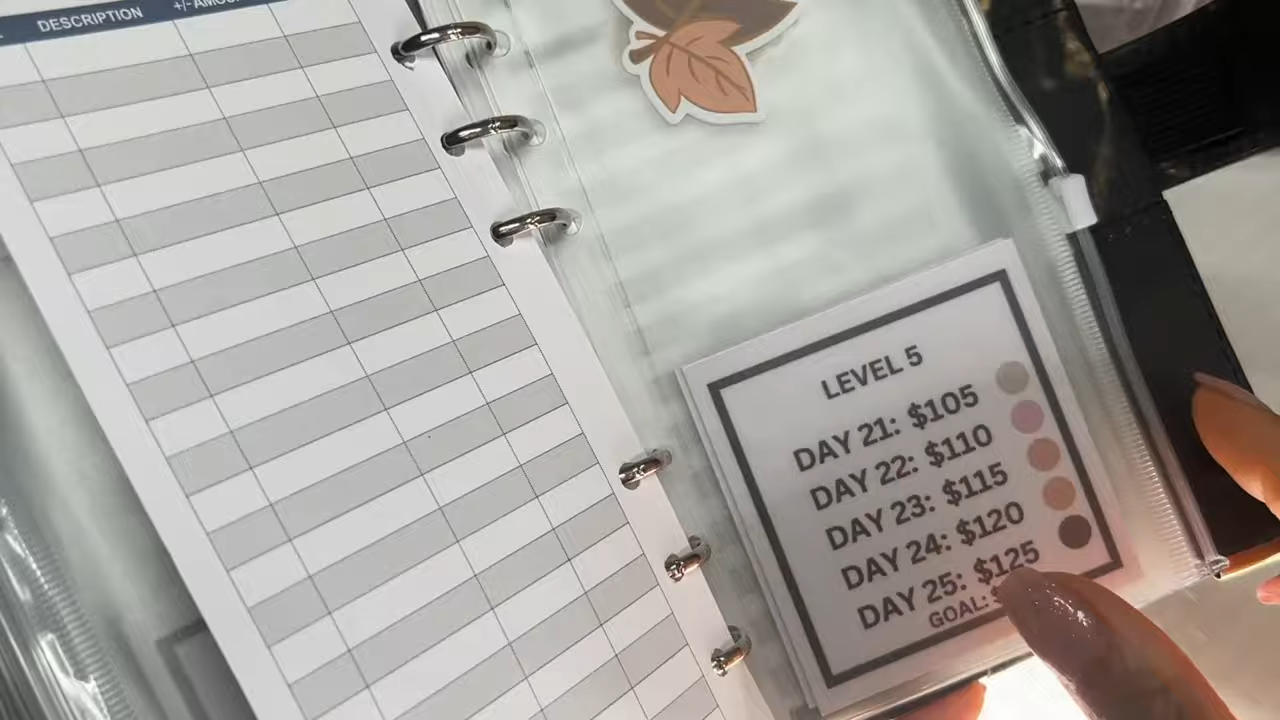 DESCRIPTION
LEVEL 5
DAY 21: $105
DAY 22: $110
DAY 23: $115
DAY 24: $120
DAY 25: $125
GOAL: